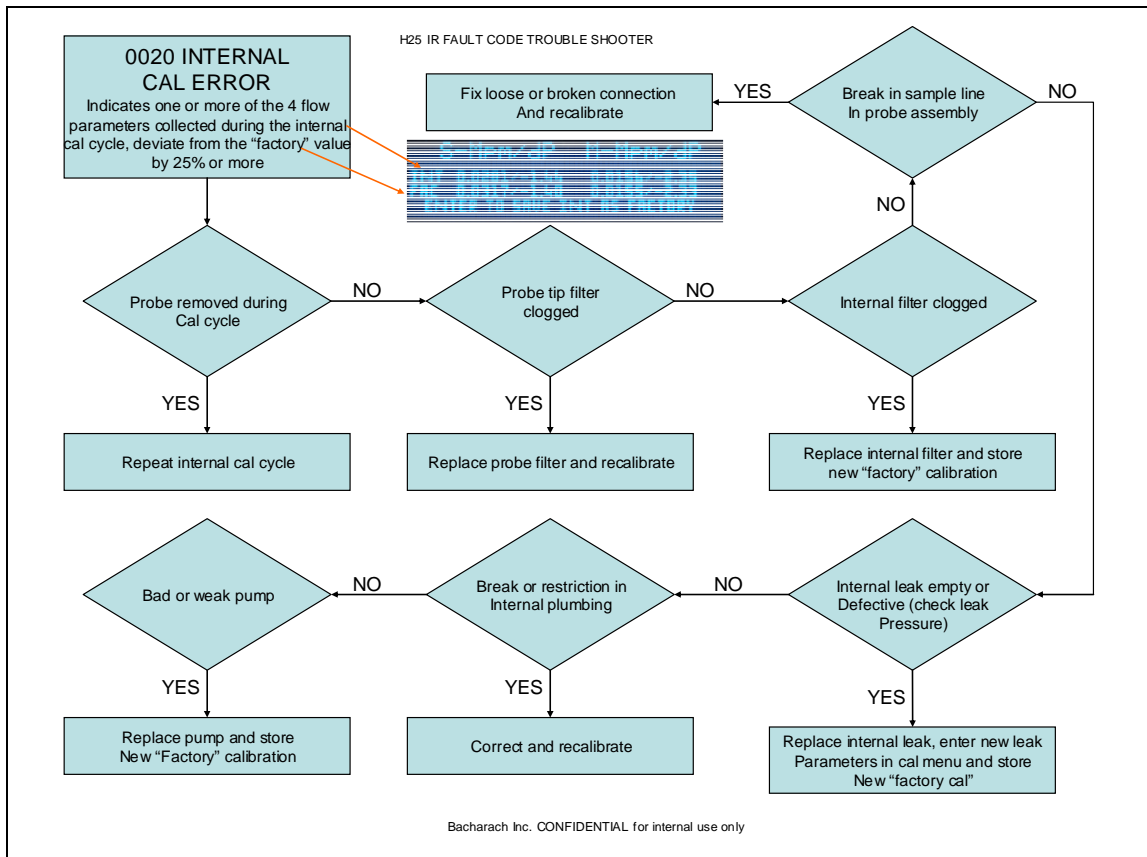 H25 IR FAULT CODE TROUBLE SHOOTER
0020 INTERNAL
CAL ERROR
Indicates one or more of the 4 flow
parameters collected during the internal
cal cycle, deviate from the “factory” value
by 25% or more
Fix loose or broken connection
And recalibrate
YES
Break in sample line
In probe assembly
NO
NO
Probe removed during
Cal cycle
NO
Probe tip filter
clogged
NO
Internal filter clogged
YES
YES
YES
Repeat internal cal cycle
Replace probe filter and recalibrate
Replace internal filter and store
new “factory” calibration
Bad or weak pump
NO
Break or restriction in
Internal plumbing
NO
Internal leak empty or
Defective (check leak
Pressure)
YES
YES
YES
Replace pump and store
New “Factory” calibration
Correct and recalibrate
Replace internal leak, enter new leak
Parameters in cal menu and store
New “factory cal”
Bacharach Inc. CONFIDENTIAL for internal use only